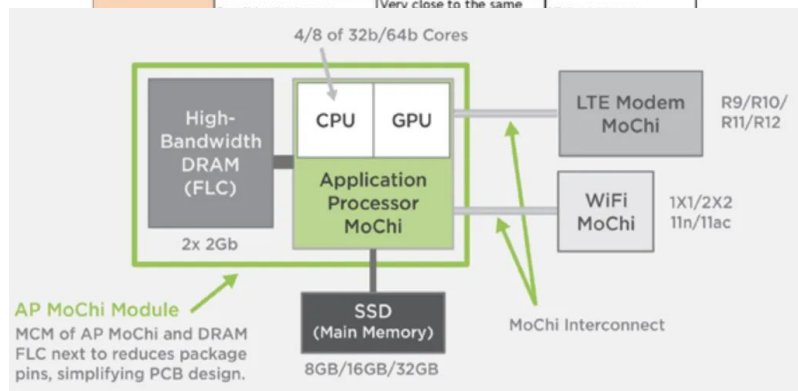 Very close to the same
4/8 of 32b/64b Cores
High-
Bandwidth
DRAM
(FLC)
2x 2Gb
CPU
GPU
Application
Processor
MoChi
LTE Modem
MoChi
R9/R10/
R11/R12
WiFi
MoChi
1X1/2X2
11n/11ac
AP MoChi Module
MCM of AP MoChi and DRAM
FLC next to reduces package
pins, simplifying PCB design.
SSD
(Main Memory)
8GB/16GB/32GB
MoChi Interconnect